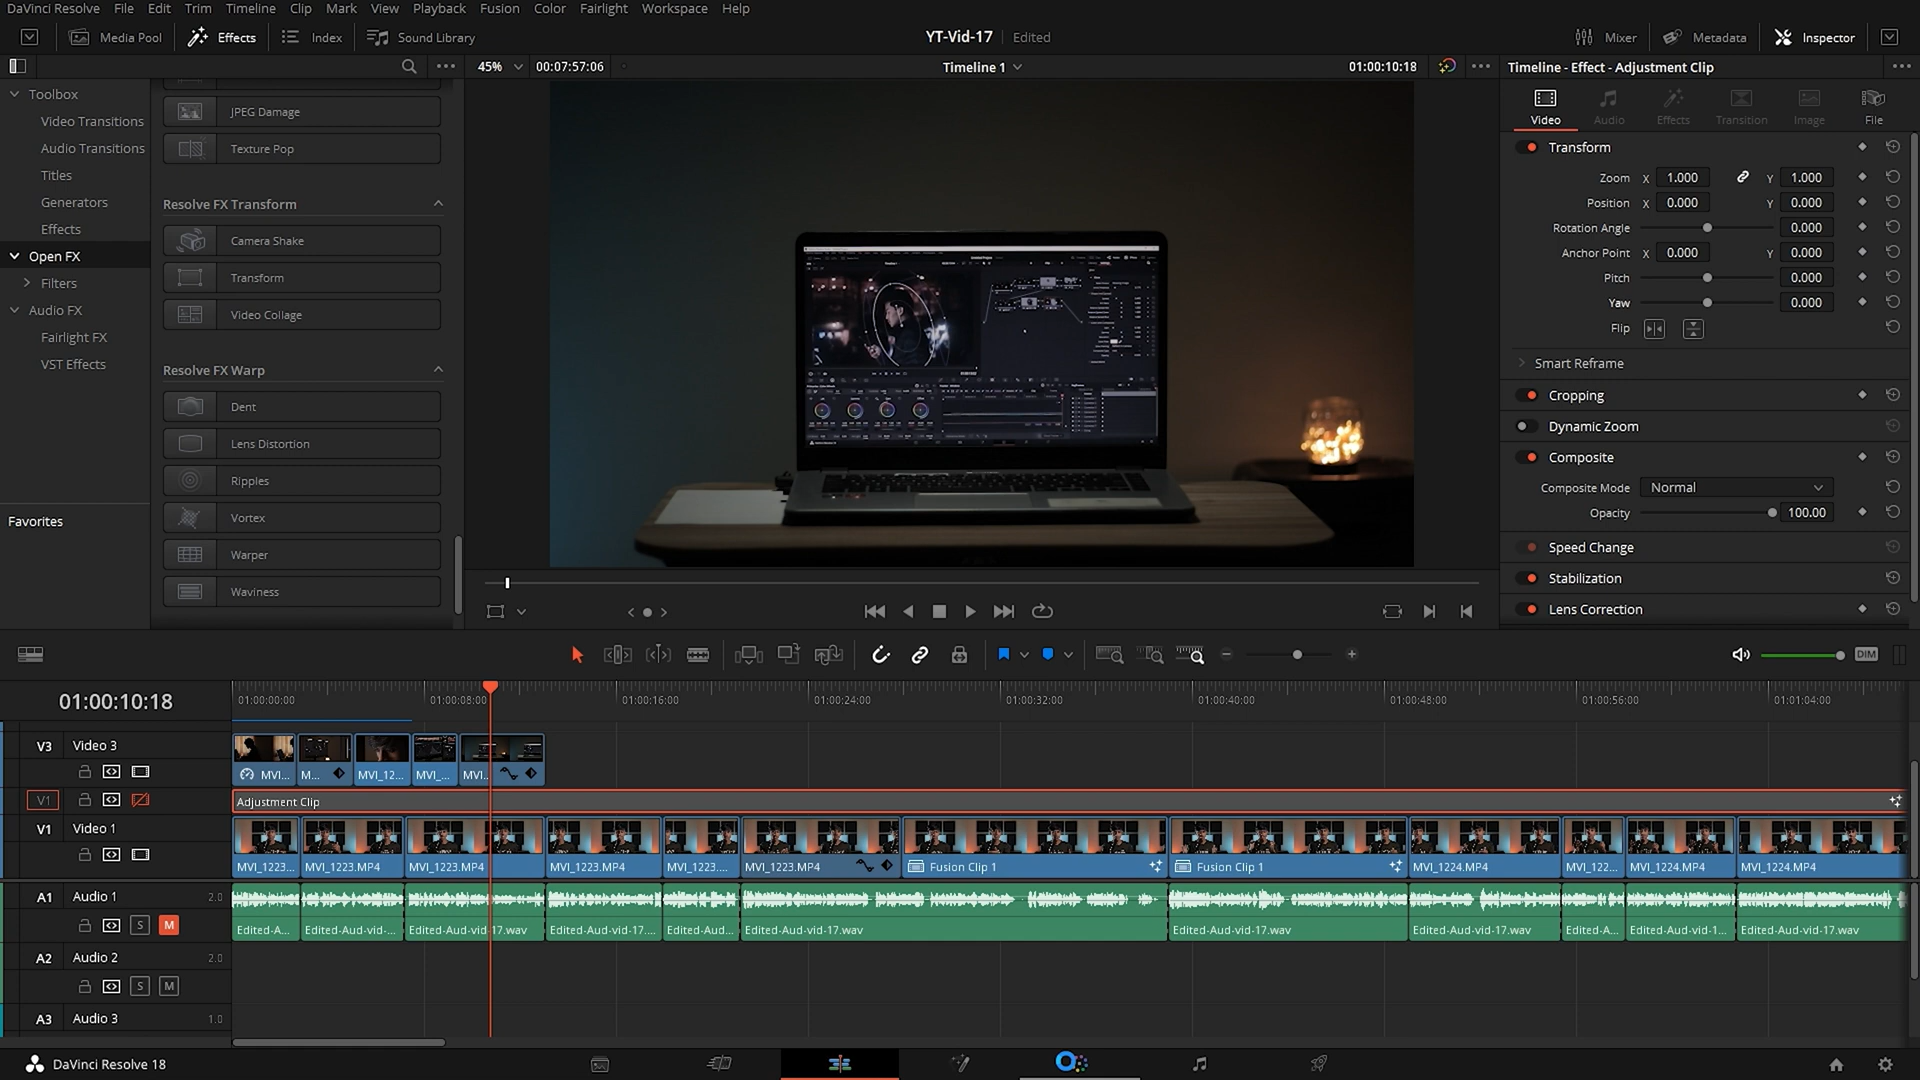 DaVinci Resolve File Edit Trim Timeline Clip Mark View Playback Fusion Color Fairlight Workspace Help
Media Pool Effects Index Sound Library YT-Vid-17 Edited Mixer Metadata Inspector
45% 00:07:57:06 Timeline 1 01:00:10:18 Timeline - Effect - Adjustment Clip
Toolbox
Video Transitions
Audio Transitions
Titles
Generators
Effects
Open FX
Filters
Audio FX
Fairlight FX
VST Effects
Favorites
JPEG Damage
Texture Pop
Resolve FX Transform
Camera Shake
Transform
Video Collage
Resolve FX Warp
Dent
Lens Distortion
Ripples
Vortex
Warper
Waviness
Video Audio Effects Transition Image File
Transform
Zoom X 1.000 Y 1.000
Position X 0.000 Y 0.000
Rotation Angle 0.000
Anchor Point X 0.000 Y 0.000
Pitch 0.000
Yaw 0.000
Flip
Smart Reframe
Cropping
Dynamic Zoom
Composite
Composite Mode Normal
Opacity 100.00
Speed Change
Stabilization
Lens Correction
DIM
01:00:10:18 01:00:00:00 01:00:08:00 01:00:16:00 01:00:24:00 01:00:32:00 01:00:40:00 01:00:48:00 01:00:56:00 01:01:04:00
V3 Video 3
MVI... M... MVI_12... MVI_... MVI...
V1 Adjustment Clip
V1 Video 1
MVI_1223... MVI_1223.MP4 MVI_1223.MP4 MVI_1223.MP4 MVI_1223.... MVI_1223.MP4 Fusion Clip 1 Fusion Clip 1 MVI_1224.MP4 MVI_122... MVI_1224.MP4 MVI_1224.MP4
A1 Audio 1 2.0
S M
Edited-A... Edited-Aud-vid-... Edited-Aud-vid-17.wav Edited-Aud-vid-17.... Edited-Aud... Edited-Aud-vid-17.wav Edited-Aud-vid-17.wav Edited-Aud-vid-17.wav Edited-A... Edited-Aud-vid-1... Edited-Aud-vid-17.wav
A2 Audio 2 2.0
S M
A3 Audio 3 1.0
DaVinci Resolve 18